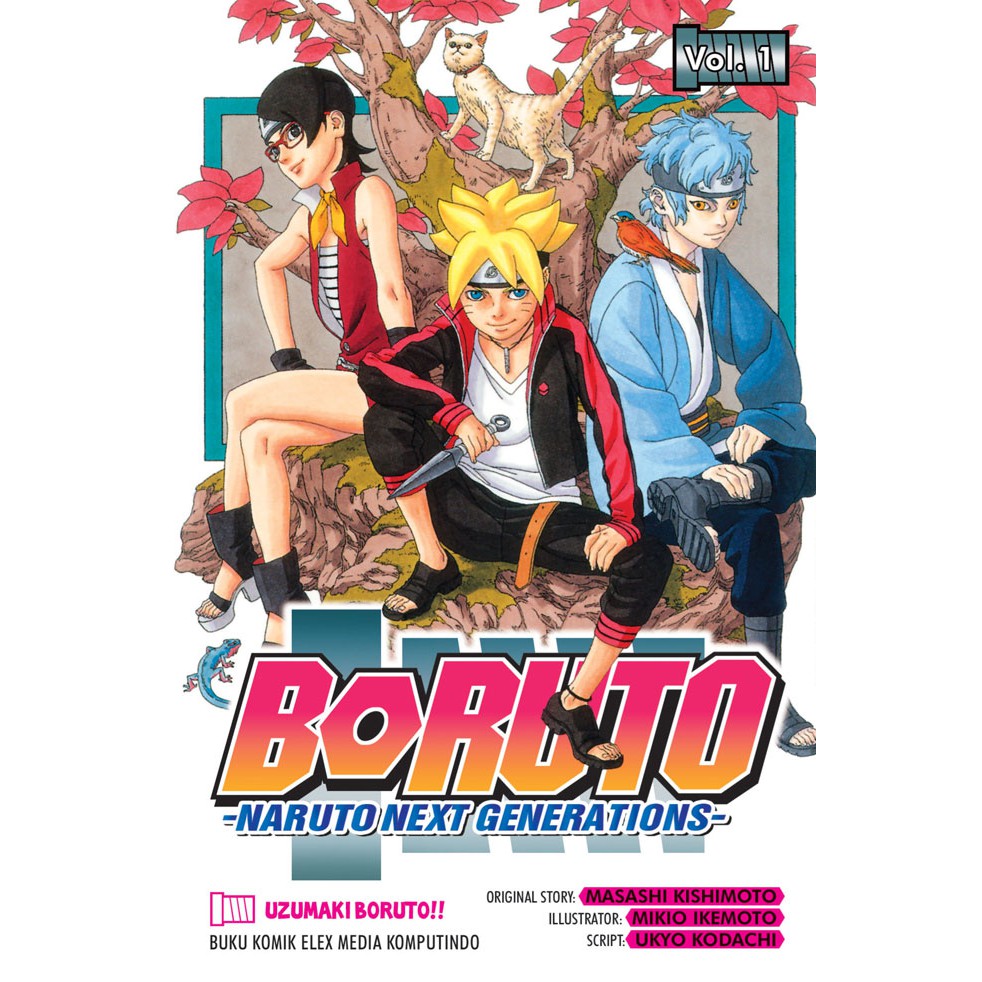 Vol. 1
BORUTO
-NARUTO NEXT GENERATIONS-
UZUMAKI BORUTO!!
BUKU KOMIK ELEX MEDIA KOMPUTINDO
ORIGINAL STORY: MASASHI KISHIMOTO
ILLUSTRATOR: MIKIO IKEMOTO
SCRIPT: UKYO KODACHI